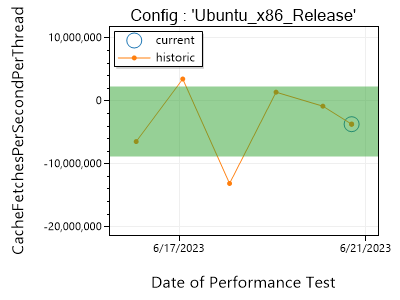 Config : 'Ubuntu_x86_Release'
CacheFetchesPerSecondPerThread
10,000,000
0
-10,000,000
-20,000,000
current
historic
6/17/2023
6/21/2023
Date of Performance Test